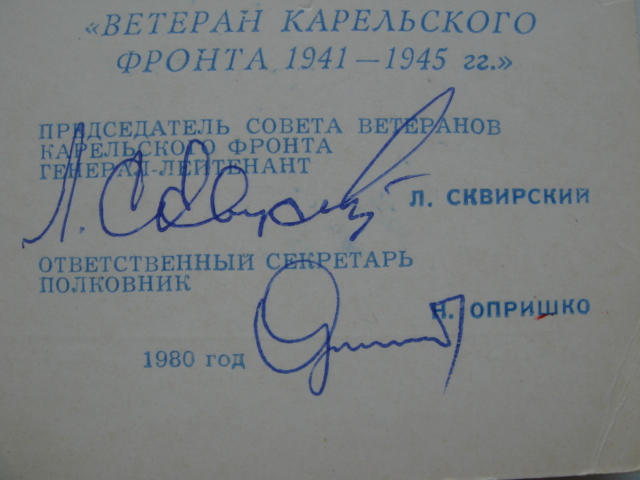 «ВЕТЕРАН КАРЕЛЬСКОГО
ФРОНТА 1941—1945 гг.»
ПРЕДСЕДАТЕЛЬ СОВЕТА ВЕТЕРАНОВ
КАРЕЛЬСКОГО ФРОНТА
ГЕНЕРАЛ-ЛЕЙТЕНАНТ
Л. СКВИРСКИЙ
ОТВЕТСТВЕННЫЙ СЕКРЕТАРЬ
ПОЛКОВНИК
Н. ОПРИШКО
1980 год